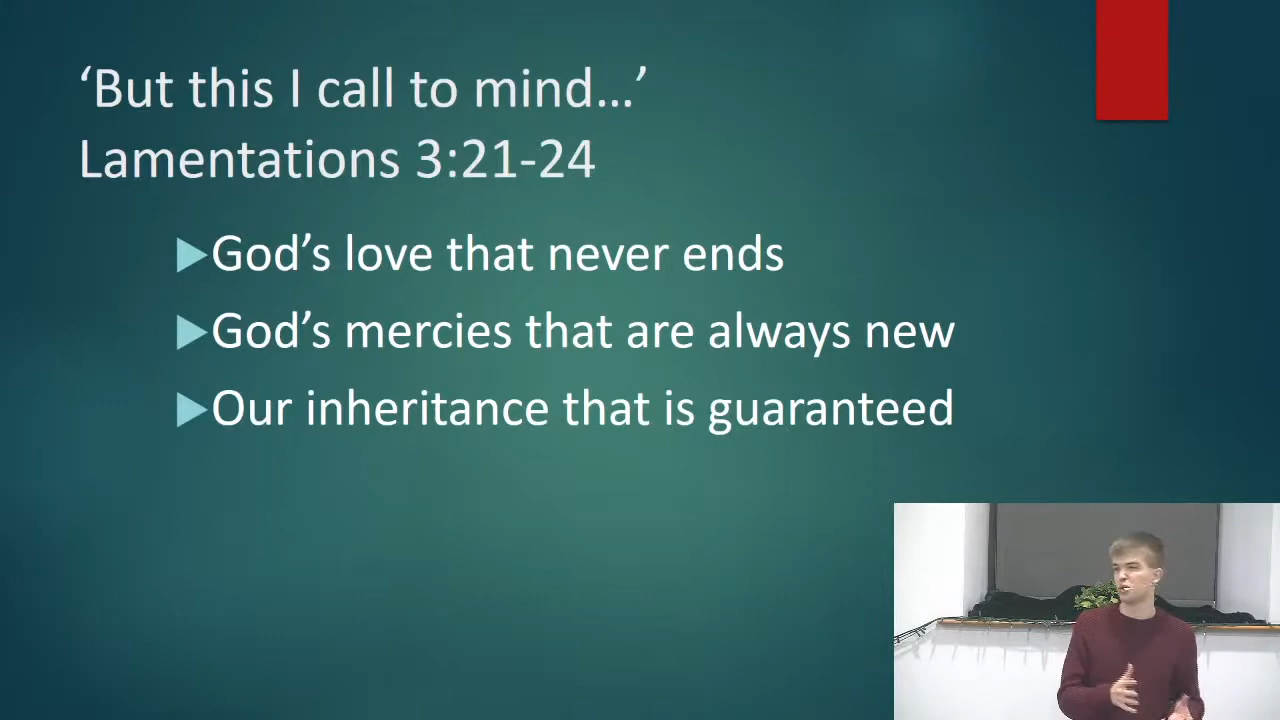 ‘But this I call to mind…’
Lamentations 3:21-24
God’s love that never ends
God’s mercies that are always new
Our inheritance that is guaranteed